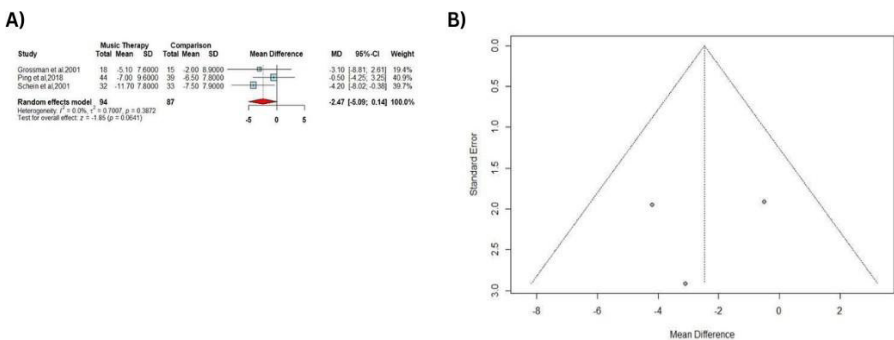 A)
Music Therapy Comparison
Study Total Mean SD Total Mean SD Mean Difference MD 95%-CI Weight
Grossman et al,2001 18 -5.10 7.6000 15 -2.00 8.9000 -3.10 [-8.81; 2.61] 19.4%
Ping et al,2018 44 -7.00 9.6000 39 -6.50 7.8000 -0.50 [-4.25; 3.25] 40.9%
Schein et al,2001 32 -11.70 7.8000 33 -7.50 7.9000 -4.20 [-8.02; -0.38] 39.7%
Random effects model 94 87 -2.47 [-5.09; 0.14] 100.0%
Heterogeneity: I² = 0.0%, τ² = 0.7007, p = 0.3872
Test for overall effect: z = -1.85 (p = 0.0641)
-5 0 5
B)
Standard Error
0.0
0.5
1.0
1.5
2.0
2.5
3.0
-8 -6 -4 -2 0 2
Mean Difference